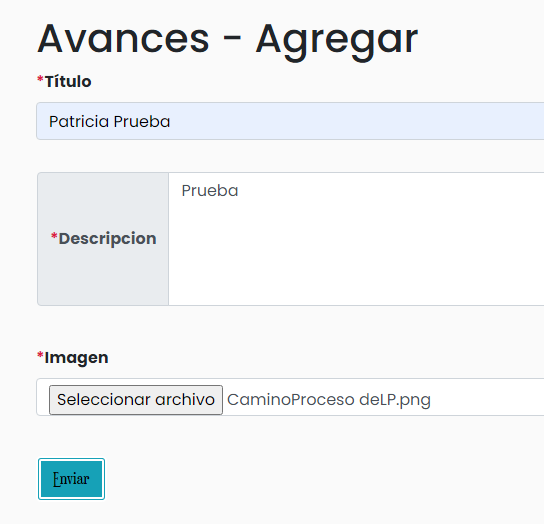 Avances - Agregar
*Título
Patricia Prueba
Prueba
*Descripcion
*Imagen
Seleccionar archivo CaminoProceso deLP.png
Enviar